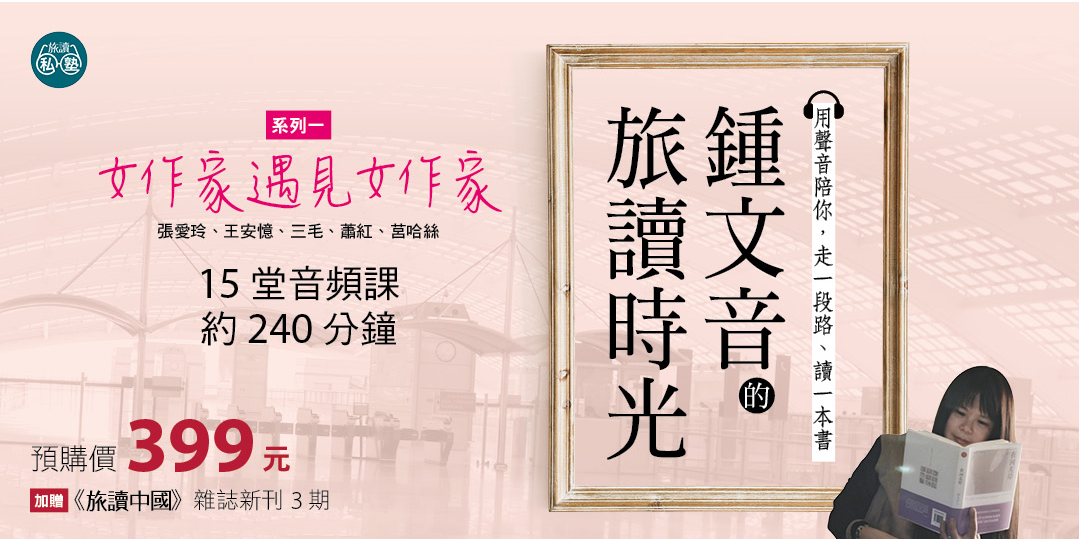 旅讀
私塾
系列一
女作家遇見女作家
張愛玲、王安憶、三毛、蕭紅、莒哈絲
15 堂音頻課
約 240 分鐘
預購價 399 元
加贈《旅讀中國》雜誌新刊 3 期
用聲音陪你，走一段路、讀一本書
鍾文音的
旅讀時光